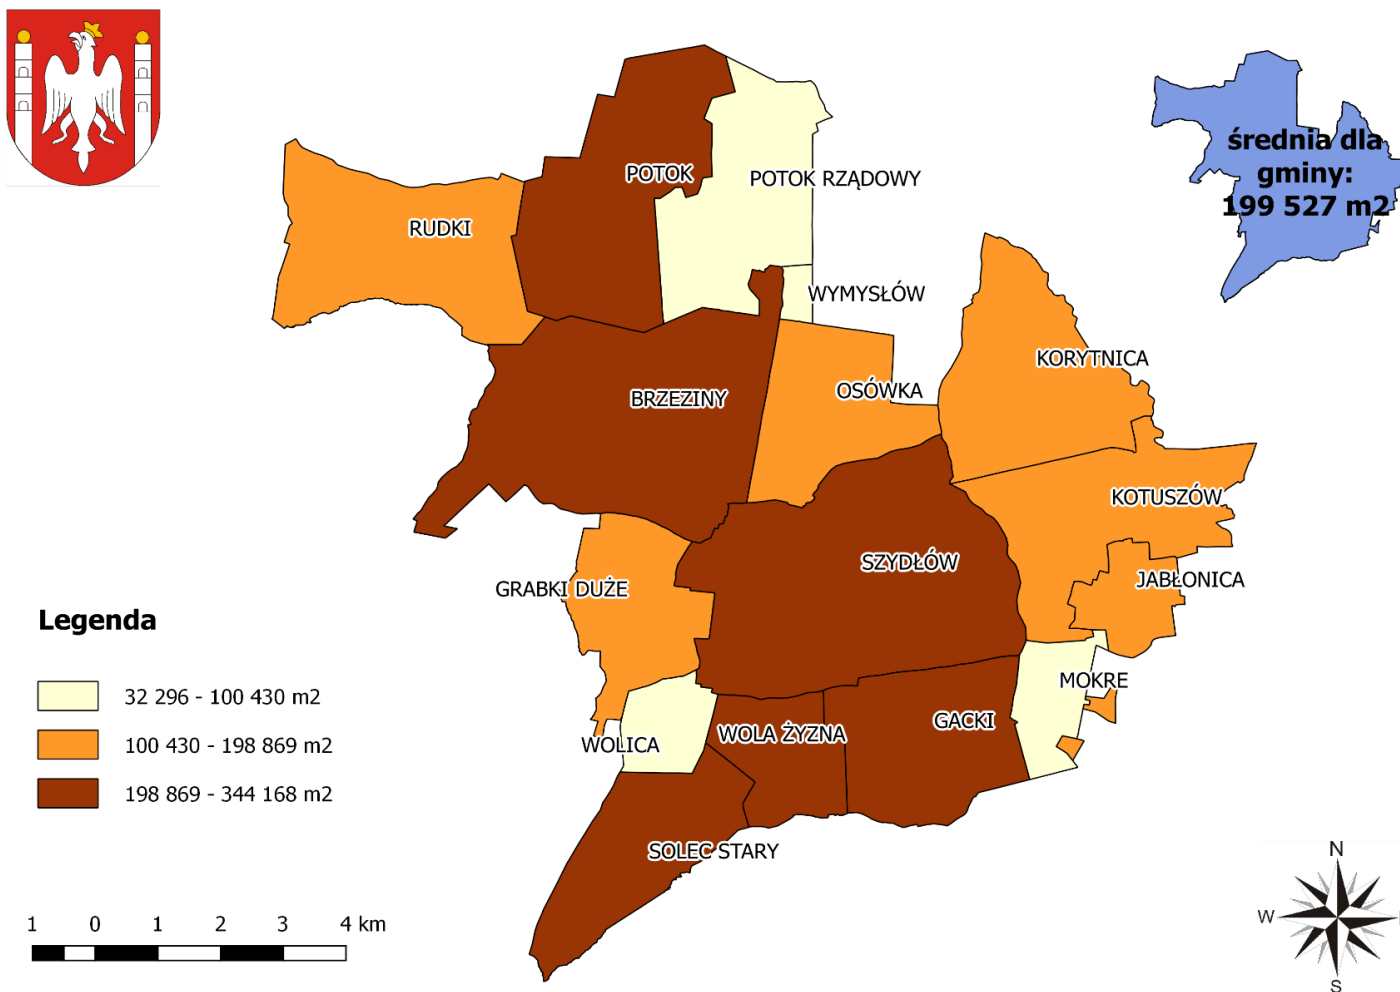 średnia dla
gminy:
199 527 m2
POTOK
POTOK RZĄDOWY
RUDKI
WYMYSŁÓW
KORYTNICA
OSÓWKA
BRZEZINY
KOTUSZÓW
SZYDŁÓW
JABŁONICA
GRABKI DUŻE
MOKRE
GACKI
WOLA ŻYZNA
WOLICA
SOLEC STARY
Legenda
32 296 - 100 430 m2
100 430 - 198 869 m2
198 869 - 344 168 m2
1 0 1 2 3 4 km
N
W
S